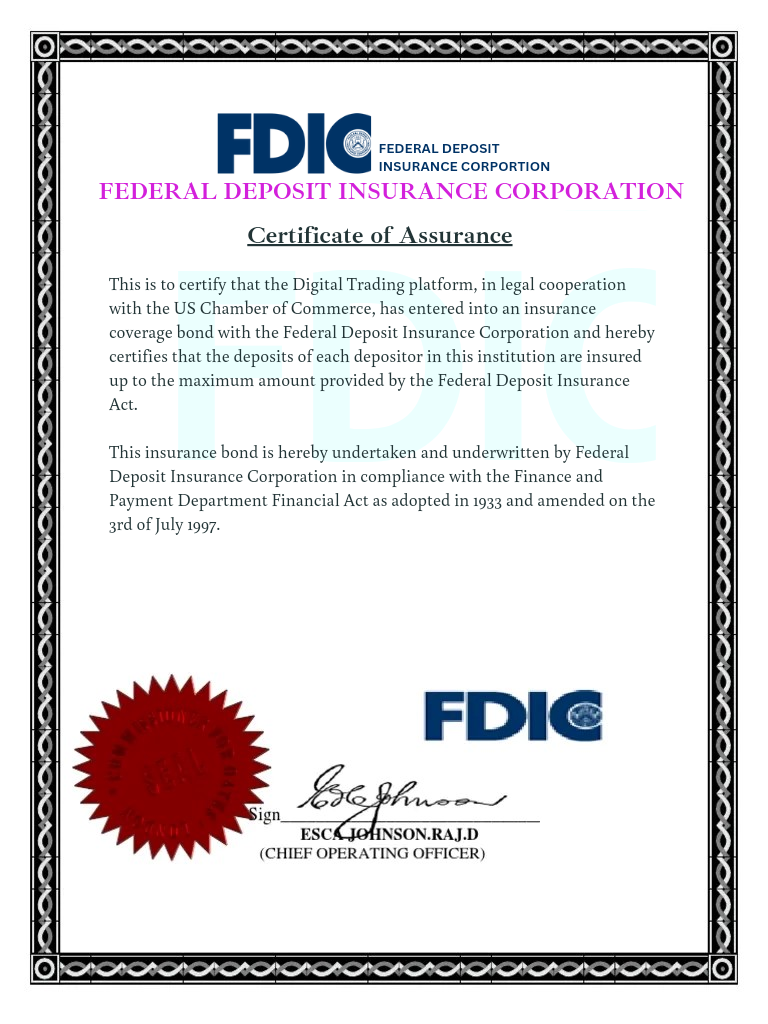 FDIC
FEDERAL DEPOSIT
INSURANCE CORPORTION
FEDERAL DEPOSIT INSURANCE CORPORATION
Certificate of Assurance
This is to certify that the Digital Trading platform, in legal cooperation
with the US Chamber of Commerce, has entered into an insurance
coverage bond with the Federal Deposit Insurance Corporation and hereby
certifies that the deposits of each depositor in this institution are insured
up to the maximum amount provided by the Federal Deposit Insurance
Act.
This insurance bond is hereby undertaken and underwritten by Federal
Deposit Insurance Corporation in compliance with the Finance and
Payment Department Financial Act as adopted in 1933 and amended on the
3rd of July 1997.
FDIC
FDIC
SEAL
Johnson
Sign
ESCA JOHNSON.RAJ.D
(CHIEF OPERATING OFFICER)